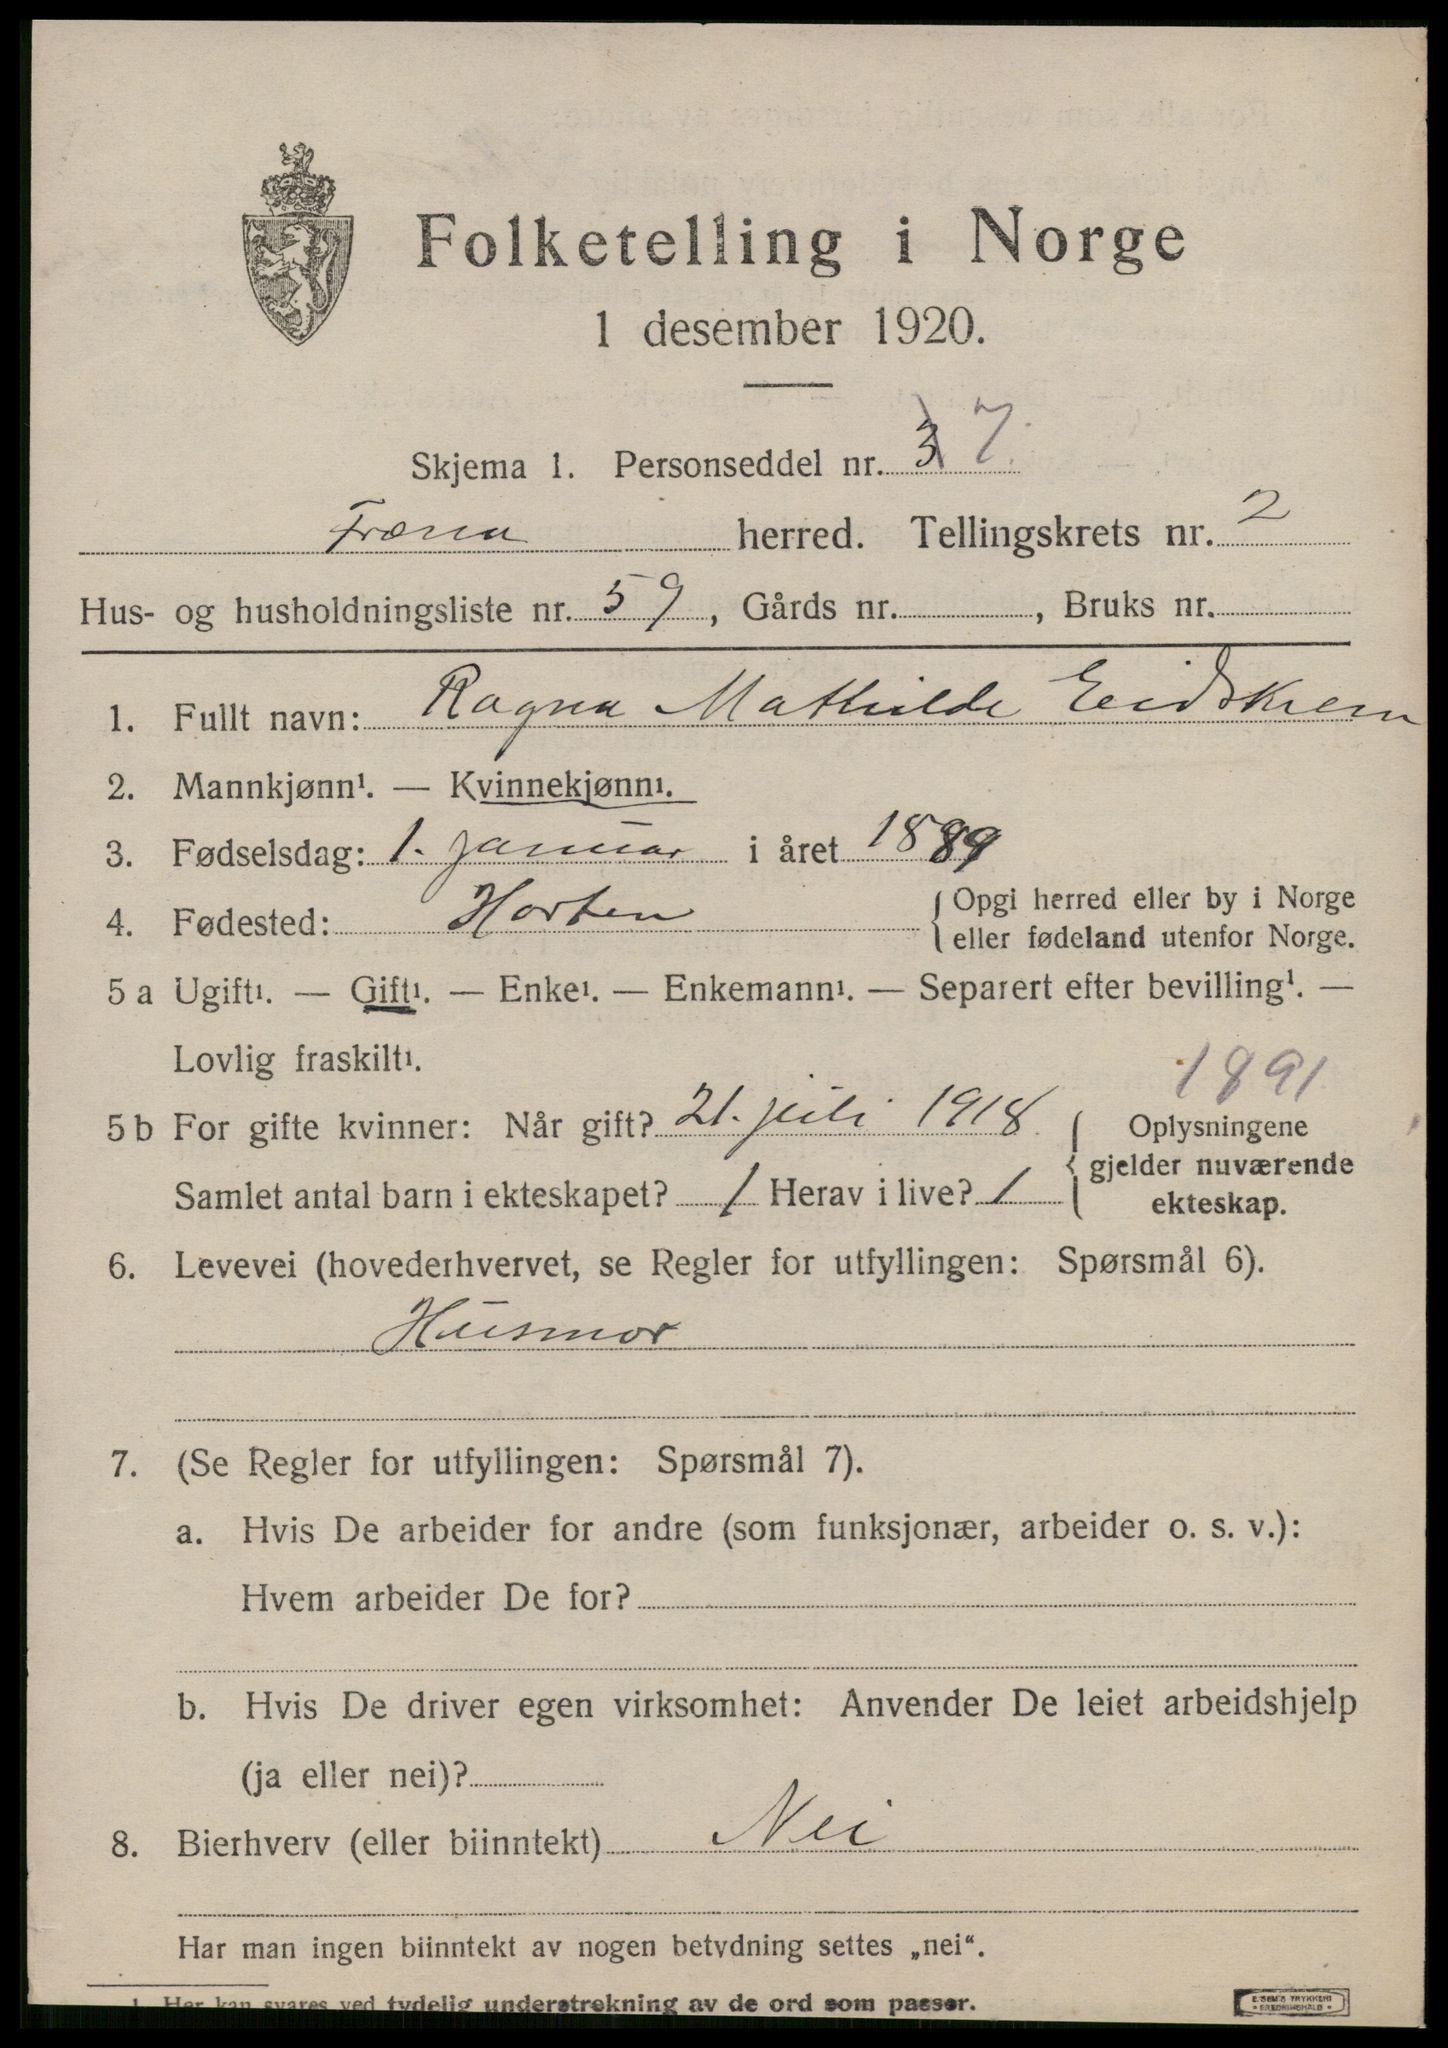 Folketelling i Norge
1 desember 1920.
Skjema 1. Personseddel nr. 3 7.
Fræna herred. Tellingskrets nr. 2
Hus- og husholdningsliste nr. 59, Gårds nr. , Bruks nr.
1. Fullt navn: Ragna Mathilde Eidskrem
2. Mannkjønn¹. — Kvinnekjønn¹.
3. Fødselsdag: 1. januar i året 1889
4. Fødested: Horten { Opgi herred eller by i Norge
eller fødeland utenfor Norge.
5 a Ugift¹. — Gift¹. — Enke¹. — Enkemann¹. — Separert efter bevilling¹. —
Lovlig fraskilt¹.
1891
5 b For gifte kvinner: Når gift? 21. juli 1918 { Oplysningene
gjelder nuværende
Samlet antal barn i ekteskapet? 1 Herav i live? 1 ekteskap.
6. Levevei (hovederhvervet, se Regler for utfyllingen: Spørsmål 6).
Husmor
7. (Se Regler for utfyllingen: Spørsmål 7).
a. Hvis De arbeider for andre (som funksjonær, arbeider o. s. v.):
Hvem arbeider De for?
b. Hvis De driver egen virksomhet: Anvender De leiet arbeidshjelp
(ja eller nei)?
8. Bierhverv (eller biinntekt) Nei
Har man ingen biinntekt av nogen betydning settes „nei“.
1. Her kan svares ved tydelig understrekning av de ord som passer.
E. SEM'S TRYKKERI
FREDRIKSHALD